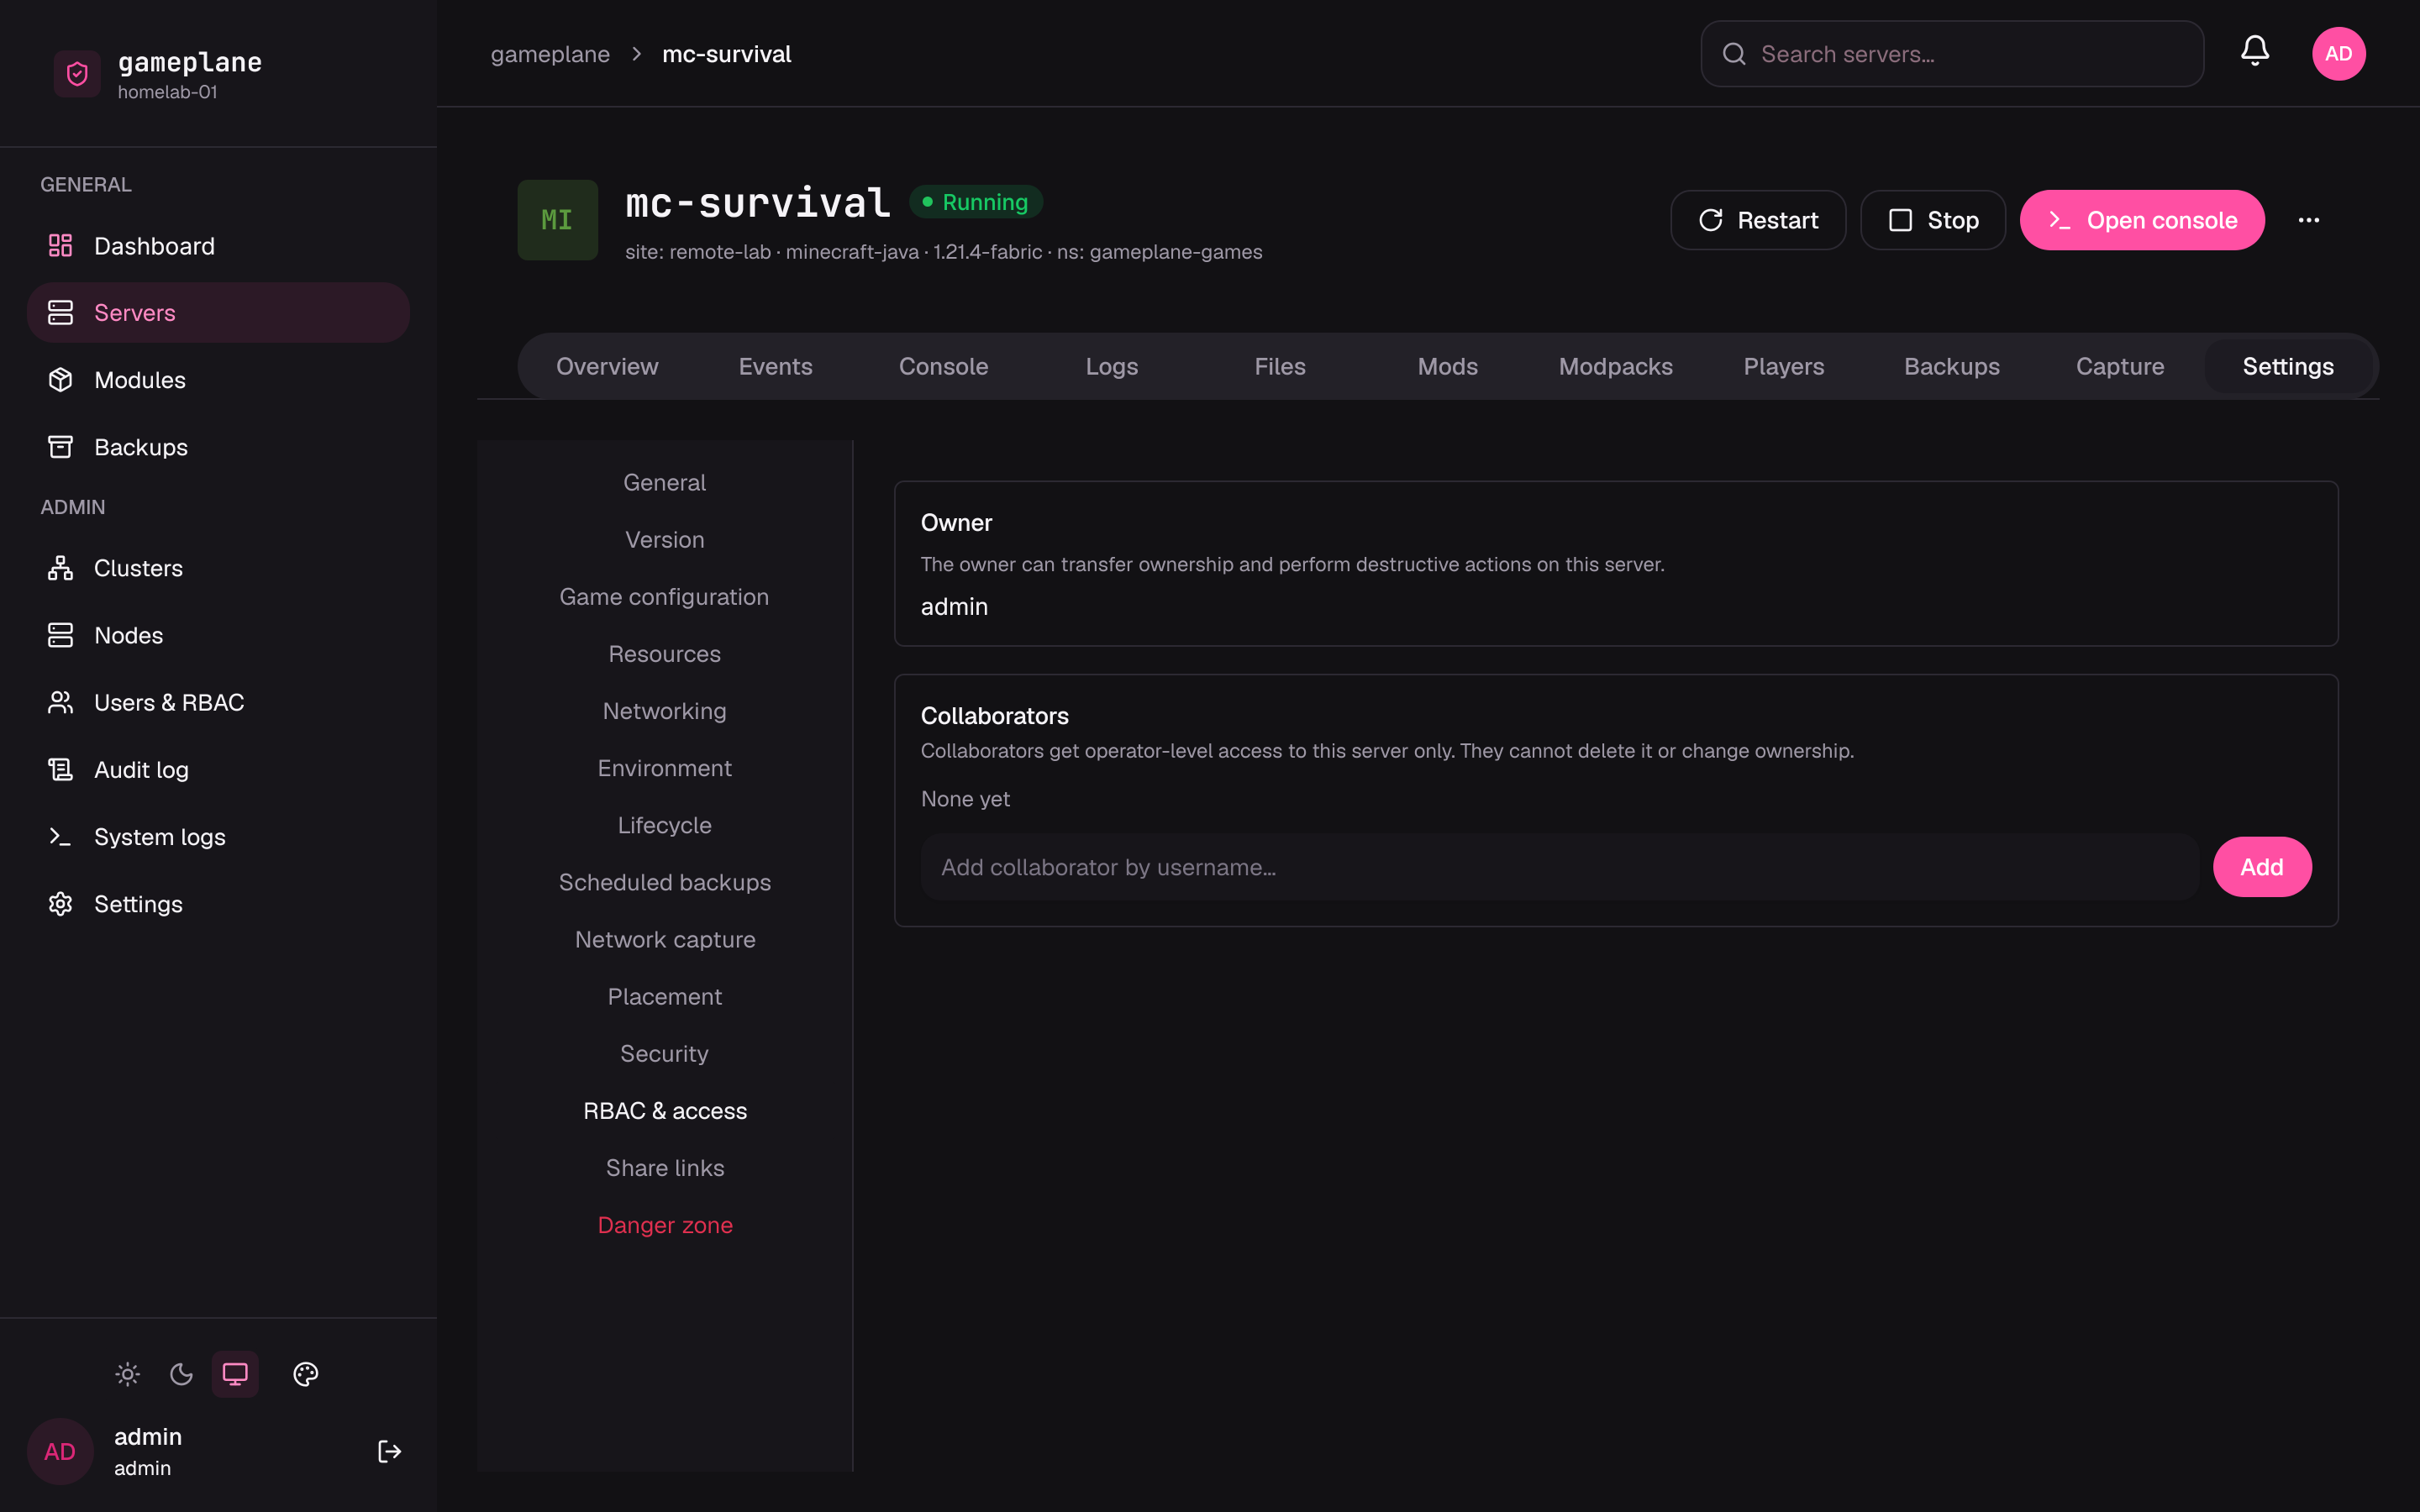 gameplane
homelab-01
GENERAL
Dashboard
Servers
Modules
Backups
ADMIN
Clusters
Nodes
Users & RBAC
Audit log
System logs
Settings
AD
admin
admin
gameplane
mc-survival
Search servers…
AD
MI
mc-survival
Running
site: remote-lab · minecraft-java · 1.21.4-fabric · ns: gameplane-games
Restart
Stop
Open console
Overview
Events
Console
Logs
Files
Mods
Modpacks
Players
Backups
Capture
Settings
General
Version
Game configuration
Resources
Networking
Environment
Lifecycle
Scheduled backups
Network capture
Placement
Security
RBAC & access
Share links
Danger zone
Owner
The owner can transfer ownership and perform destructive actions on this server.
admin
Collaborators
Collaborators get operator-level access to this server only. They cannot delete it or change ownership.
None yet
Add collaborator by username…
Add